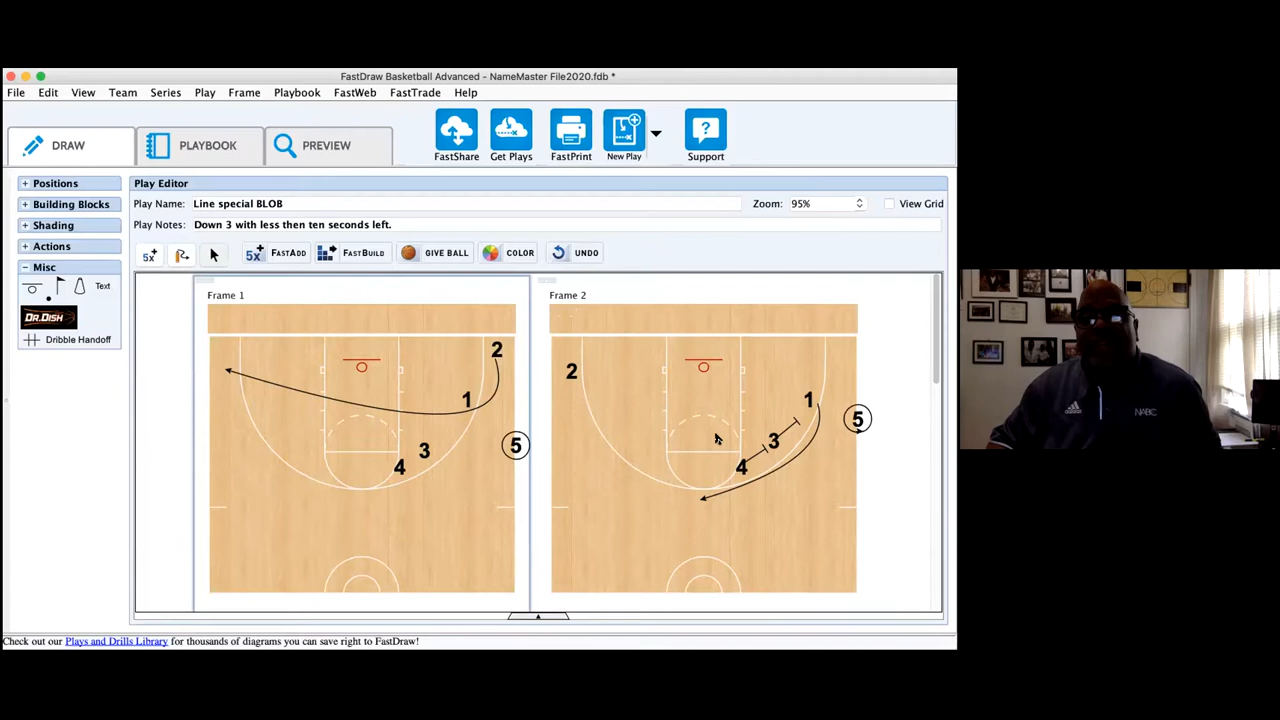 FastDraw Basketball Advanced - NameMaster File2020.fdb *
File Edit View Team Series Play Frame Playbook FastWeb FastTrade Help
DRAW PLAYBOOK PREVIEW
FastShare Get Plays FastPrint New Play Support
Positions
Building Blocks
Shading
Actions
Misc
Text
DR.DISH
Dribble Handoff
Play Editor
Play Name: Line special BLOB Zoom: 95% View Grid
Play Notes: Down 3 with less then ten seconds left.
5x+ 5x+ FASTADD FASTBUILD GIVE BALL COLOR UNDO
Frame 1
2
1
5
3
4
Frame 2
2
1
5
3
4
Check out our Plays and Drills Library for thousands of diagrams you can save right to FastDraw!
adidas
NABC